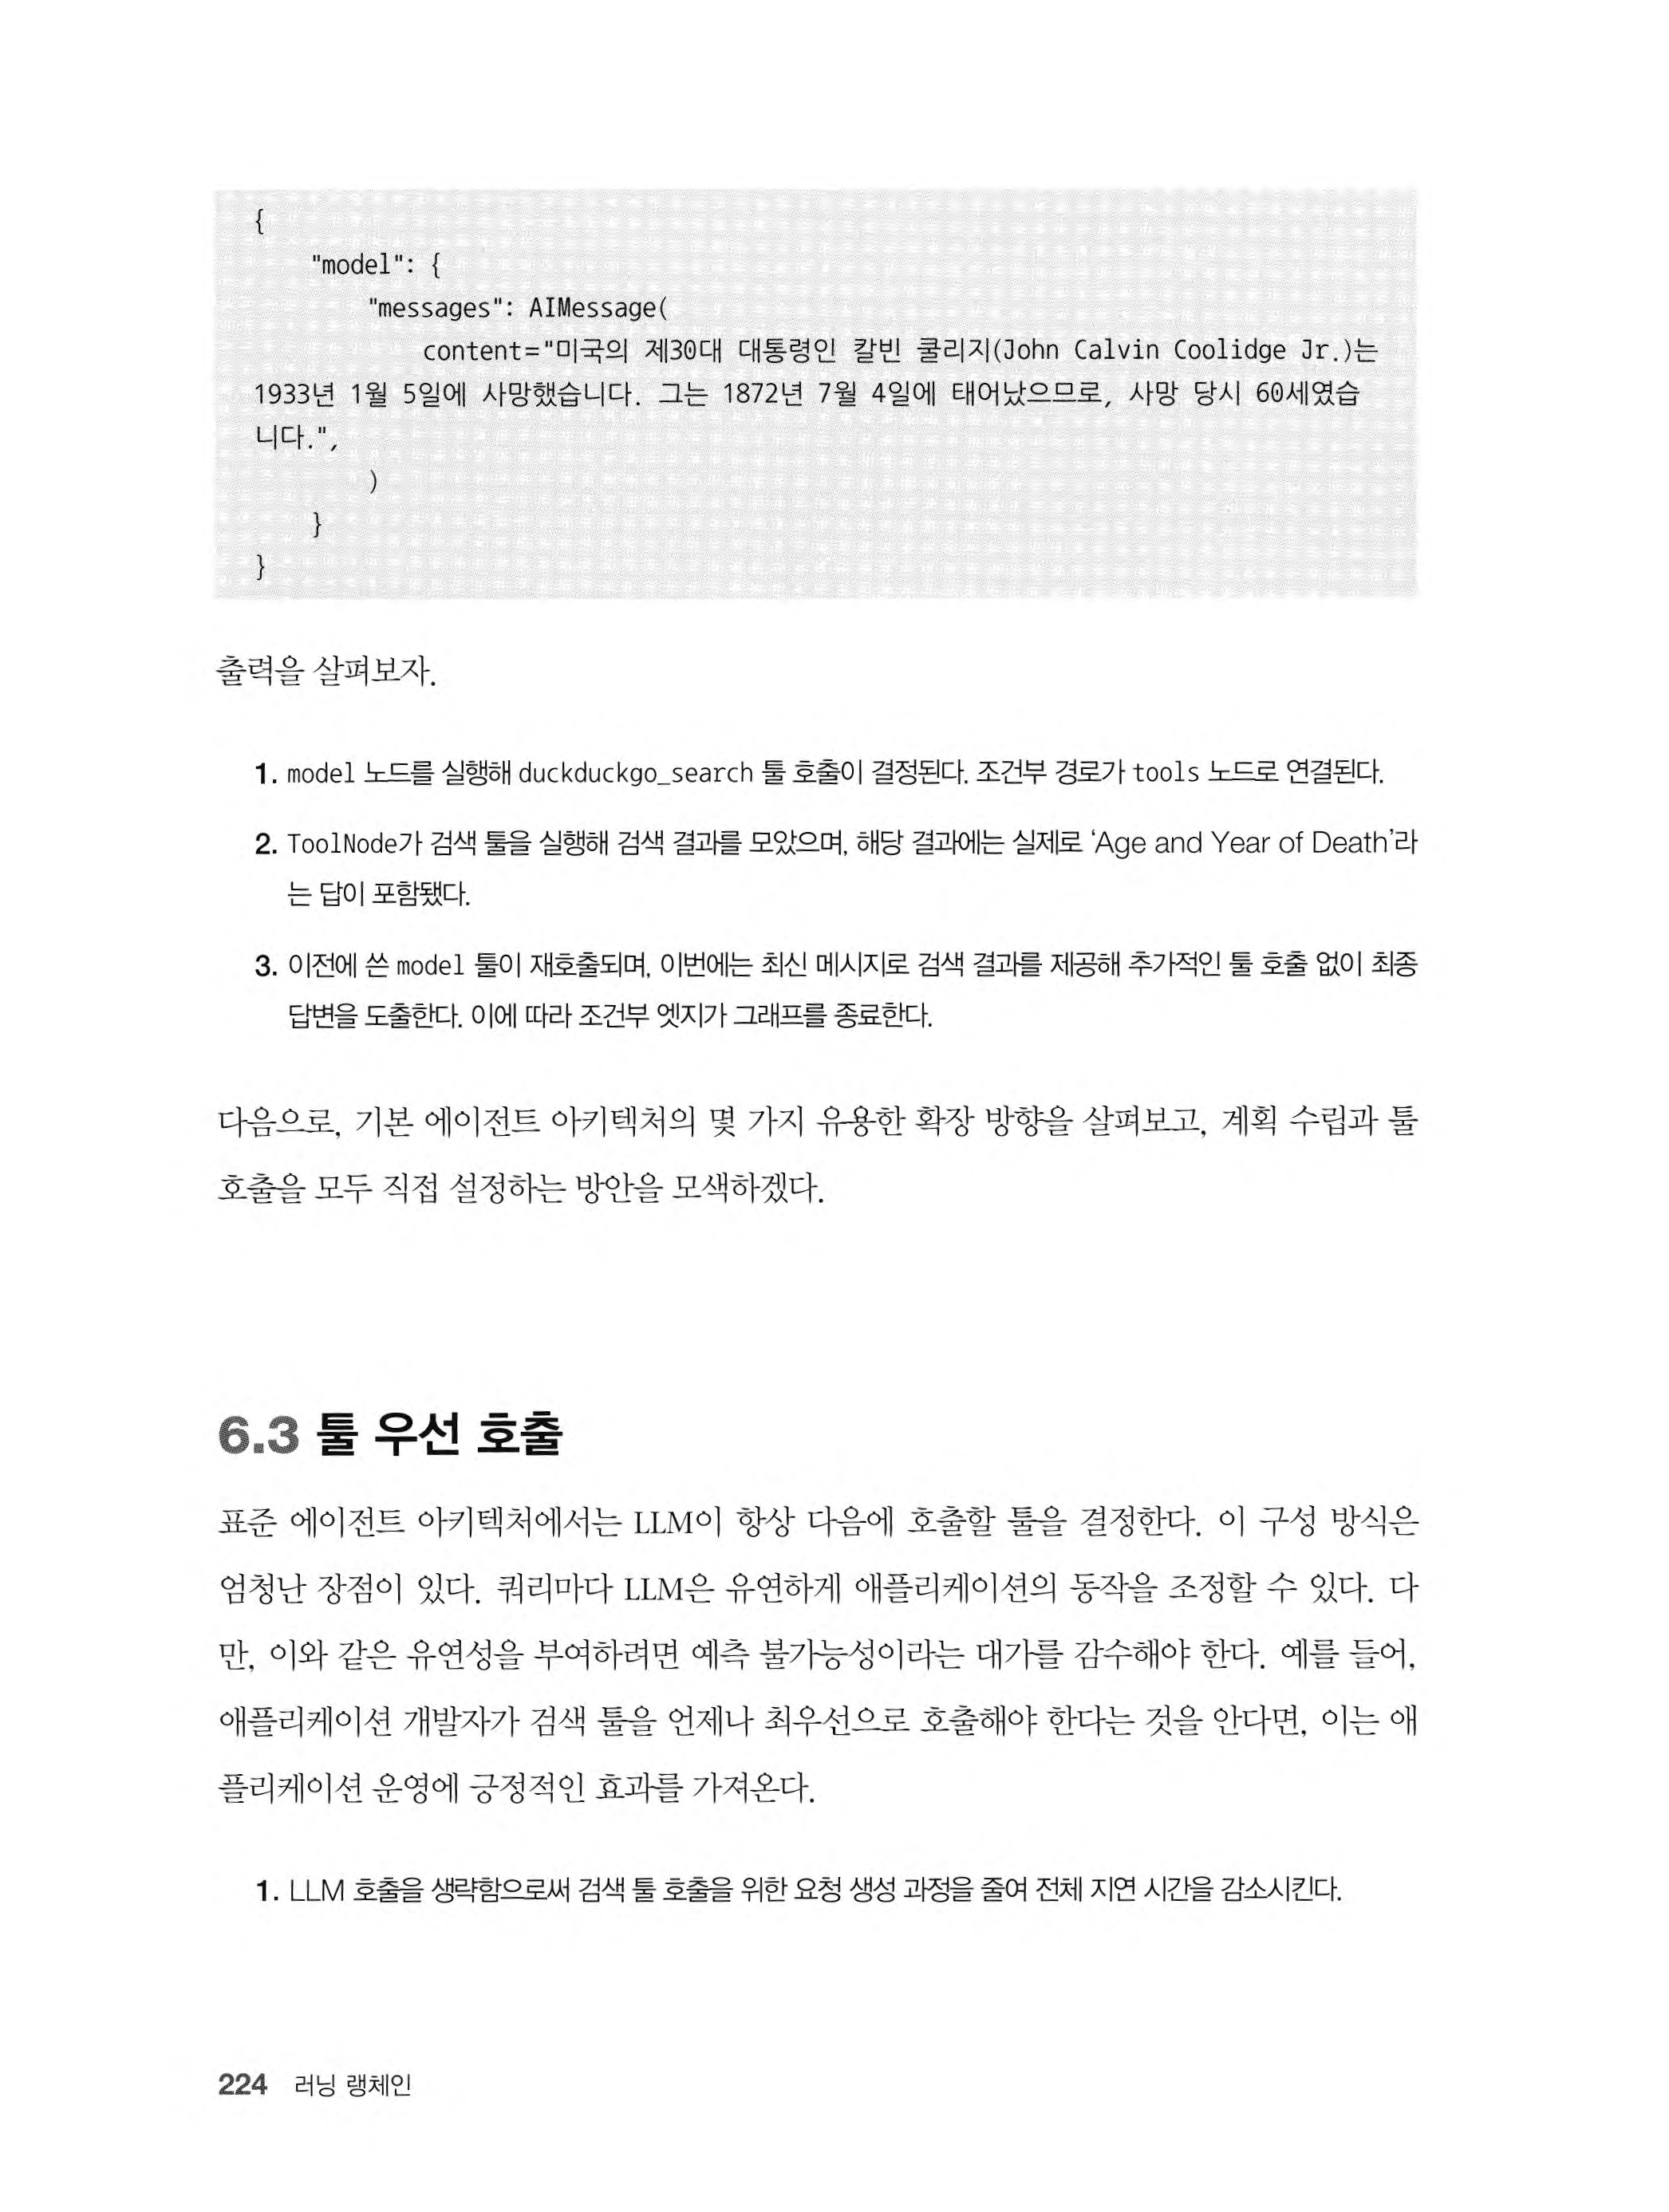 {
"model": {
"messages": AIMessage(
content="미국의 제30대 대통령인 칼빈 쿨리지(John Calvin Coolidge Jr.)는
1933년 1월 5일에 사망했습니다. 그는 1872년 7월 4일에 태어났으므로, 사망 당시 60세였습
니다.",
)
}
}
출력을 살펴보자.
1. model 노드를 실행해 duckduckgo_search 툴 호출이 결정된다. 조건부 경로가 tools 노드로 연결된다.
2. ToolNode가 검색 툴을 실행해 검색 결과를 모았으며, 해당 결과에는 실제로 ‘Age and Year of Death’라
는 답이 포함됐다.
3. 이전에 쓴 model 툴이 재호출되며, 이번에는 최신 메시지로 검색 결과를 제공해 추가적인 툴 호출 없이 최종
답변을 도출한다. 이에 따라 조건부 엣지가 그래프를 종료한다.
다음으로, 기본 에이전트 아키텍처의 몇 가지 유용한 확장 방향을 살펴보고, 계획 수립과 툴
호출을 모두 직접 설정하는 방안을 모색하겠다.
6.3 툴 우선 호출
표준 에이전트 아키텍처에서는 LLM이 항상 다음에 호출할 툴을 결정한다. 이 구성 방식은
엄청난 장점이 있다. 쿼리마다 LLM은 유연하게 애플리케이션의 동작을 조정할 수 있다. 다
만, 이와 같은 유연성을 부여하려면 예측 불가능성이라는 대가를 감수해야 한다. 예를 들어,
애플리케이션 개발자가 검색 툴을 언제나 최우선으로 호출해야 한다는 것을 안다면, 이는 애
플리케이션 운영에 긍정적인 효과를 가져온다.
1. LLM 호출을 생략함으로써 검색 툴 호출을 위한 요청 생성 과정을 줄여 전체 지연 시간을 감소시킨다.
224 러닝 랭체인